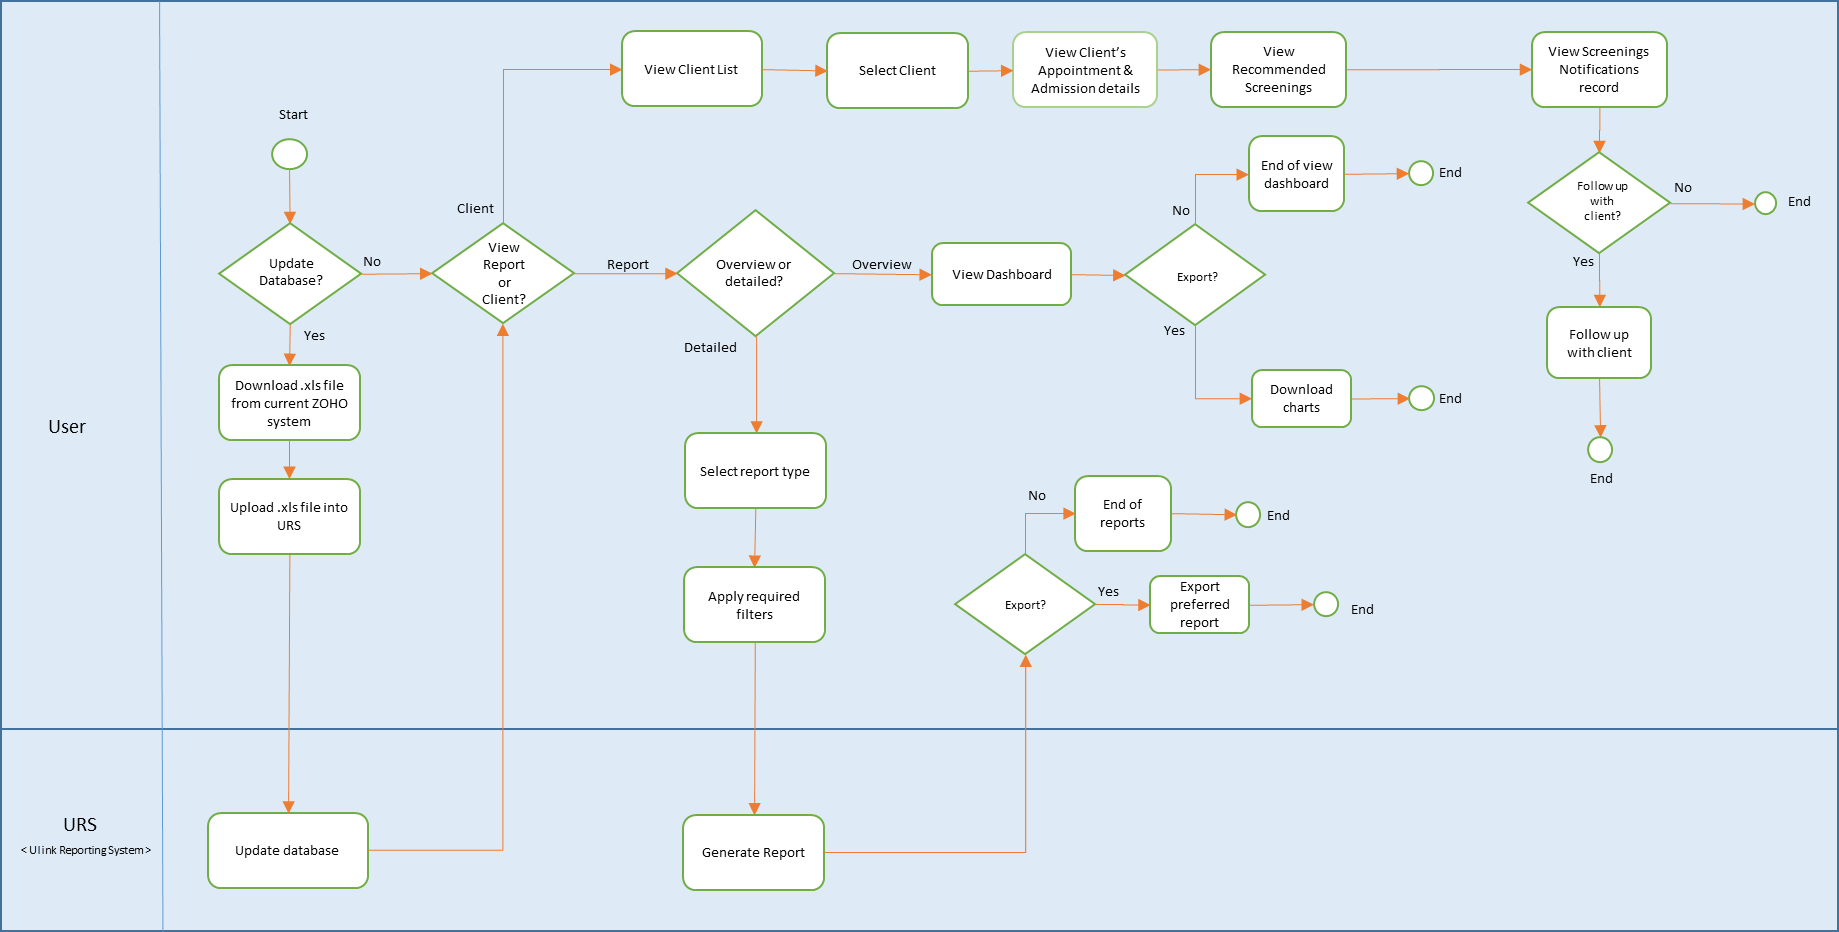 View Client List
Select Client
View Client's
Appointment &
Admission details
View
Recommended
Screenings
View Screenings
Notifications
record
Start
Update
Database?
No
Yes
Client
View
Report
or
Client?
Report
Overview or
detailed?
Overview
Detailed
View Dashboard
Export?
No
End of view
dashboard
End
Yes
Download
charts
End
Follow up
with
client?
No
End
Yes
Follow up
with client
End
Download .xls file
from current ZOHO
system
Upload .xls file into
URS
User
Select report type
Apply required
filters
Export?
No
End of
reports
End
Yes
Export
preferred
report
End
URS
< Ulink Reporting System >
Update database
Generate Report